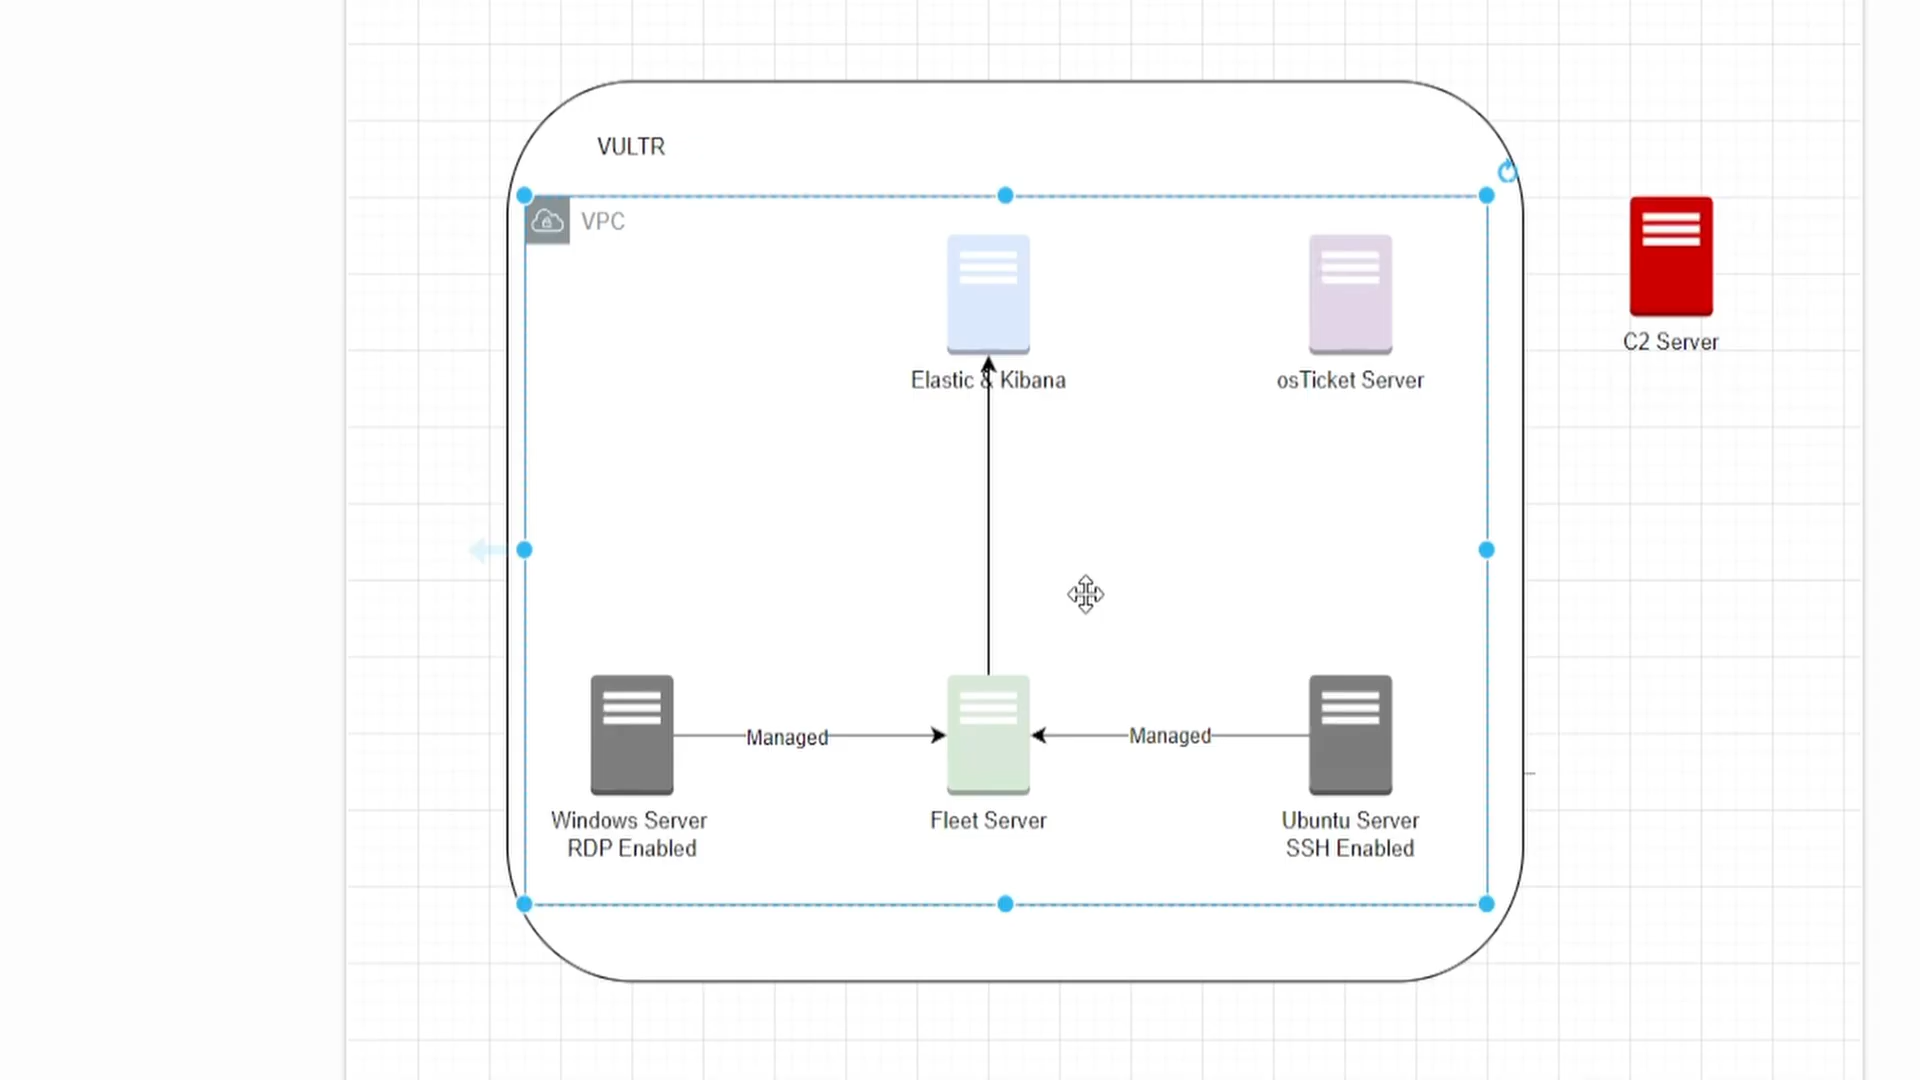 VULTR
VPC
Elastic & Kibana
osTicket Server
C2 Server
Managed
Managed
Windows Server
RDP Enabled
Fleet Server
Ubuntu Server
SSH Enabled